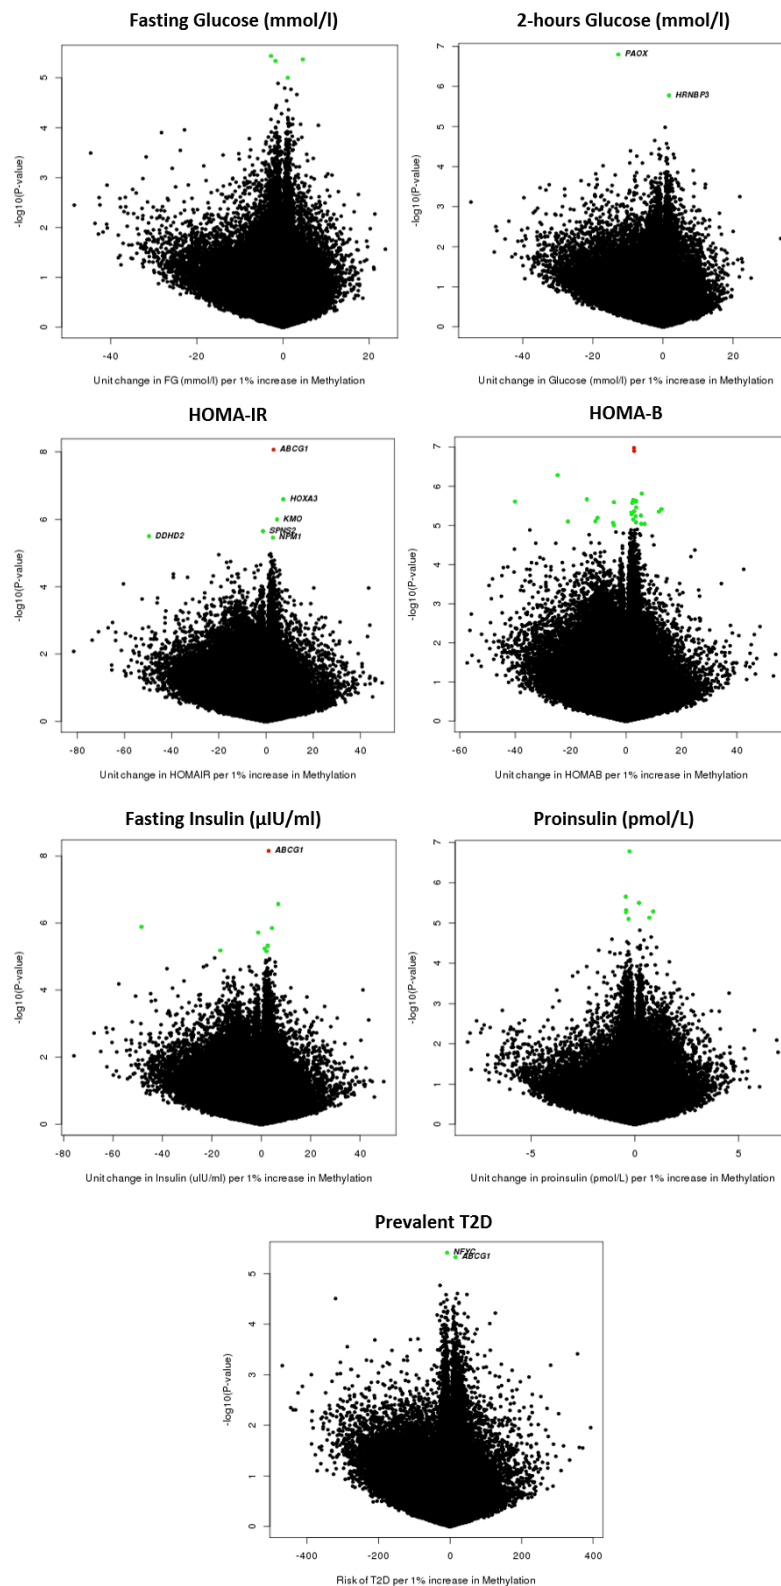 Fasting Glucose (mmol/l)
2-hours Glucose (mmol/l)
-log10(P-value)
5
4
3
2
1
0
-40
-20
0
20
Unit change in FG (mmol/l) per 1% increase in Methylation
-log10(P-value)
7
6
5
4
3
2
1
0
PAOX
HRNBP3
-40
-20
0
20
Unit change in Glucose (mmol/l) per 1% increase in Methylation
HOMA-IR
HOMA-B
-log10(P-value)
8
6
4
2
0
ABCG1
HOXA3
KMO
SPNS2
NPM1
DDHD2
-80
-60
-40
-20
0
20
40
Unit change in HOMAIR per 1% increase in Methylation
-log10(P-value)
7
6
5
4
3
2
1
0
-60
-40
-20
0
20
40
Unit change in HOMAB per 1% increase in Methylation
Fasting Insulin (µIU/ml)
Proinsulin (pmol/L)
-log10(P-value)
8
6
4
2
0
ABCG1
-80
-60
-40
-20
0
20
40
Unit change in Insulin (uIU/ml) per 1% increase in Methylation
-log10(P-value)
7
6
5
4
3
2
1
0
-5
0
5
Unit change in proinsulin (pmol/L) per 1% increase in Methylation
Prevalent T2D
-log10(P-value)
5
4
3
2
1
0
ABCG1
-400
-200
0
200
400
Risk of T2D per 1% increase in Methylation